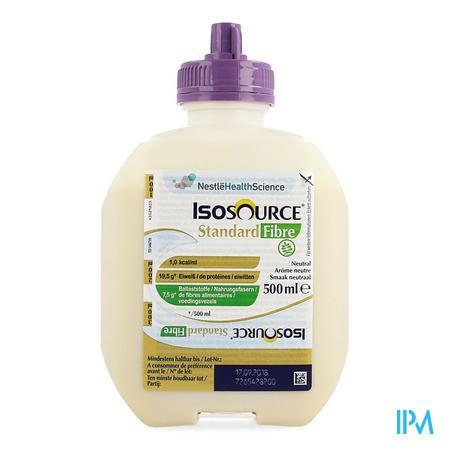 NestléHealthScience
ISOSOURCE®
Standard Fibre
Neutral
Arôme neutre
Smaak neutraal
500 ml ℮
1,0 kcal/ml
19,5 g* Eiweiß / de protéines / eiwitten
Ballaststoffe / Nahrungsfasern /
7,5 g* de fibres alimentaires /
voedingsvezels
*/500 ml
ISOSOURCE®
Standard Fibre
Mindestens haltbar bis / Lot-Nr.:
A consommer de préférence
avant le / N° de lot:
Ten minste houdbaar tot /
Partij:
17.09.2018
7265428200
IPM